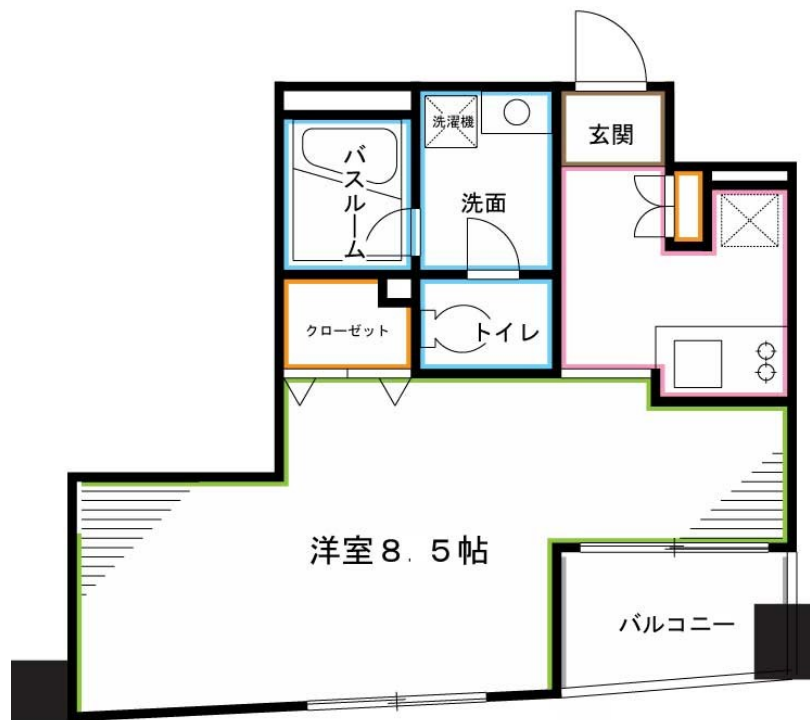 洗濯機
玄関
バスルーム
洗面
クローゼット
トイレ
洋室8.5帖
バルコニー